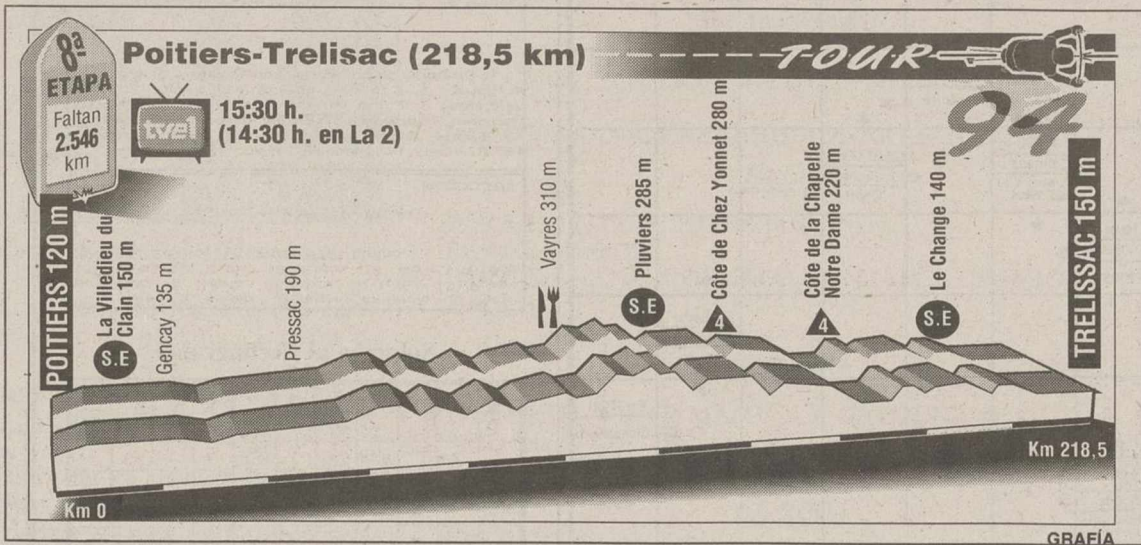 8ª
ETAPA
Faltan
2.546
km
Poitiers-Trelisac (218,5 km)
TOUR
94
tve1
15:30 h.
(14:30 h. en La 2)
POITIERS 120 m
La Villedieu du
Clain 150 m
S.E
Gencay 135 m
Pressac 190 m
Vayres 310 m
Pluviers 285 m
S.E
Côte de Chez Yonnet 280 m
4
Côte de la Chapelle
Notre Dame 220 m
4
Le Change 140 m
S.E
TRELISSAC 150 m
Km 0
Km 218,5
GRAFÍA